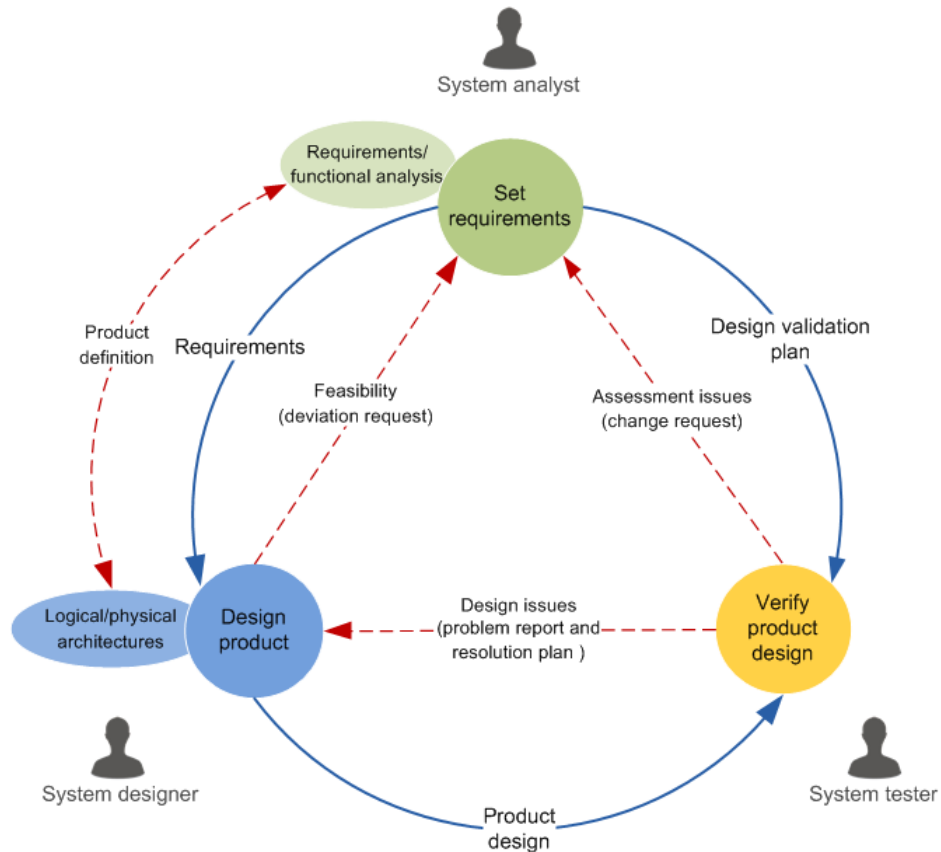 System analyst
Requirements/
functional analysis
Set
requirements
Product
definition
Requirements
Design validation
plan
Feasibility
(deviation request)
Assessment issues
(change request)
Logical/physical
architectures
Design
product
Design issues
(problem report and
resolution plan )
Verify
product
design
System designer
System tester
Product
design